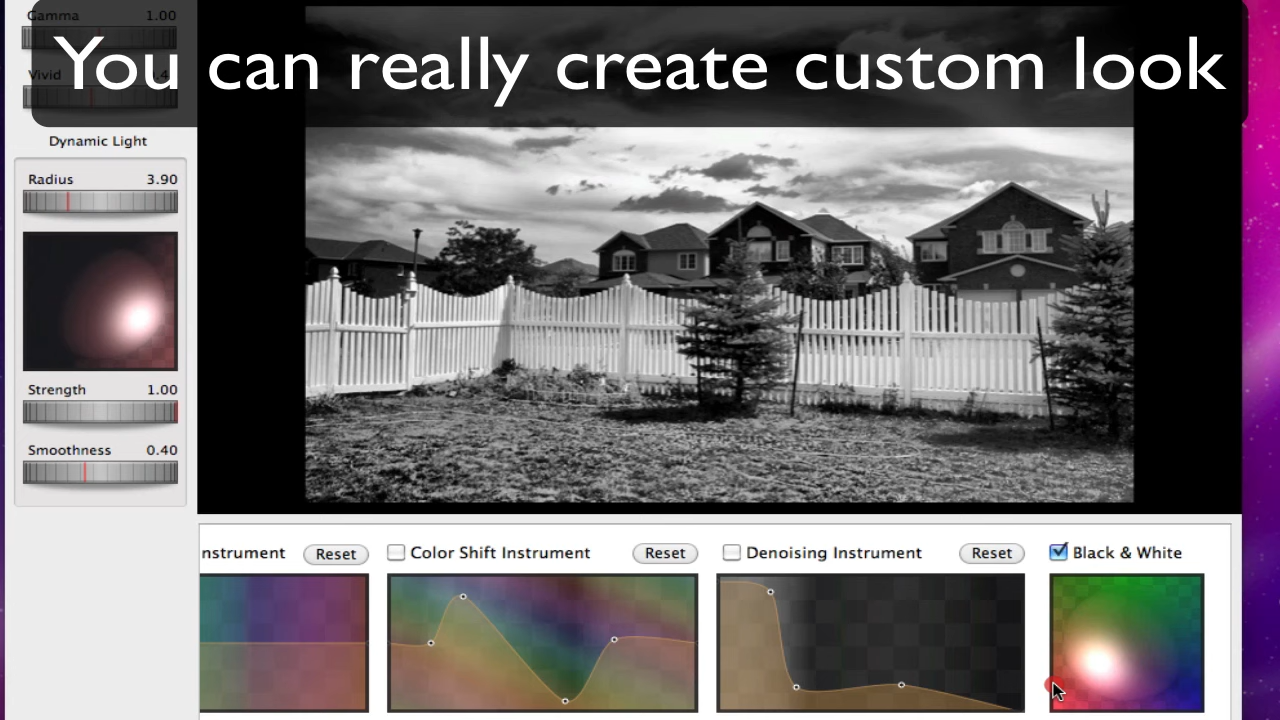 You can really create custom look
Gamma 1.00
Vivid
Dynamic Light
Radius 3.90
Strength 1.00
Smoothness 0.40
nstrument Reset
Color Shift Instrument Reset
Denoising Instrument Reset
Black & White